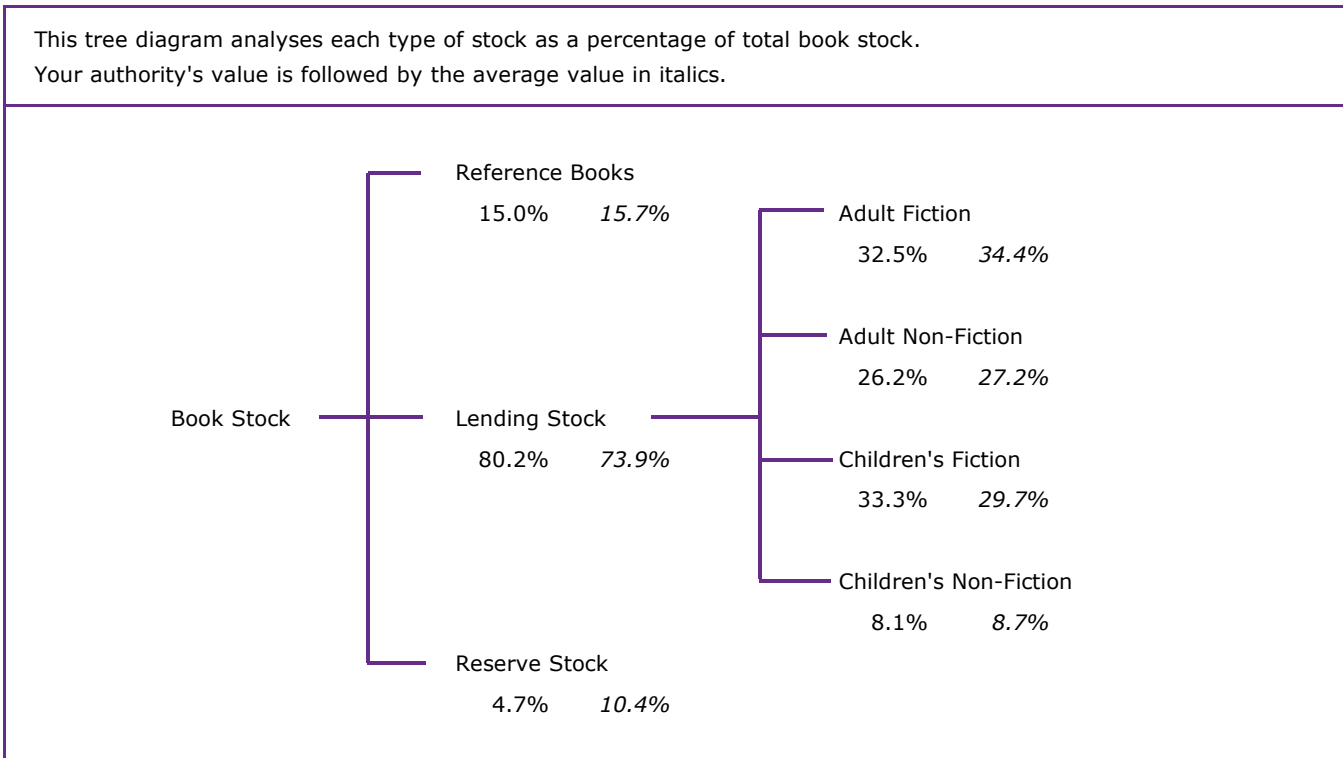 This tree diagram analyses each type of stock as a percentage of total book stock.
Your authority's value is followed by the average value in italics.
Reference Books
15.0% 15.7%
Adult Fiction
32.5% 34.4%
Adult Non-Fiction
26.2% 27.2%
Book Stock
Lending Stock
80.2% 73.9%
Children's Fiction
33.3% 29.7%
Children's Non-Fiction
8.1% 8.7%
Reserve Stock
4.7% 10.4%